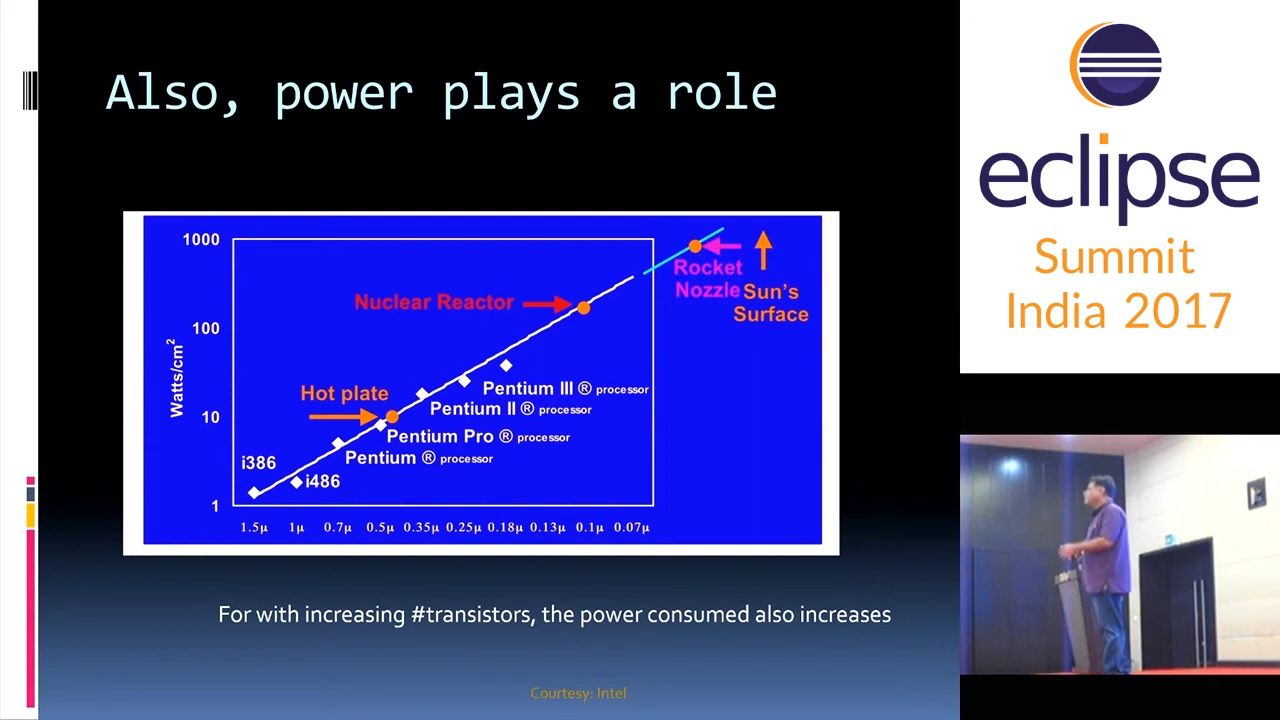 Also, power plays a role
1000
100
10
1
Watts/cm²
Nuclear Reactor
Rocket
Nozzle
Sun's
Surface
Hot plate
Pentium III ® processor
Pentium II ® processor
Pentium Pro ® processor
Pentium ® processor
i386
i486
1.5μ 1μ 0.7μ 0.5μ 0.35μ 0.25μ 0.18μ 0.13μ 0.1μ 0.07μ
For with increasing #transistors, the power consumed also increases
Courtesy: Intel
eclipse
Summit
India 2017